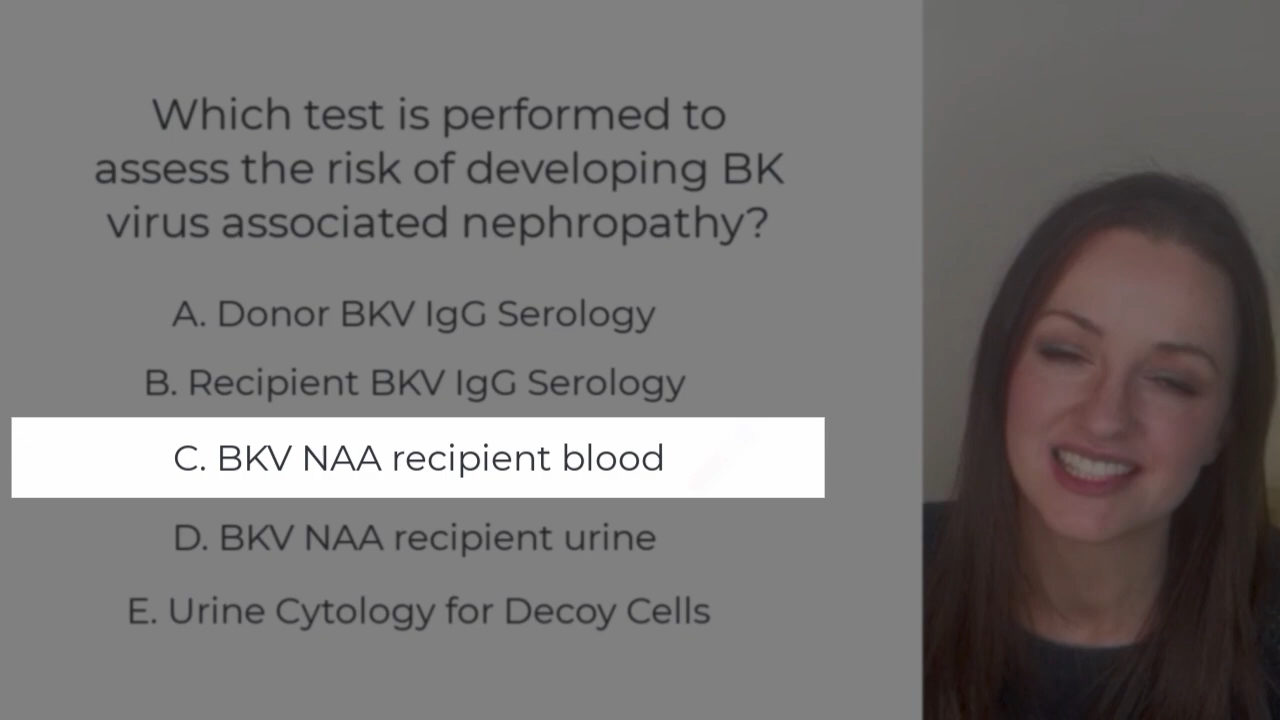 Which test is performed to
assess the risk of developing BK
virus associated nephropathy?
A. Donor BKV IgG Serology
B. Recipient BKV IgG Serology
C. BKV NAA recipient blood
D. BKV NAA recipient urine
E. Urine Cytology for Decoy Cells